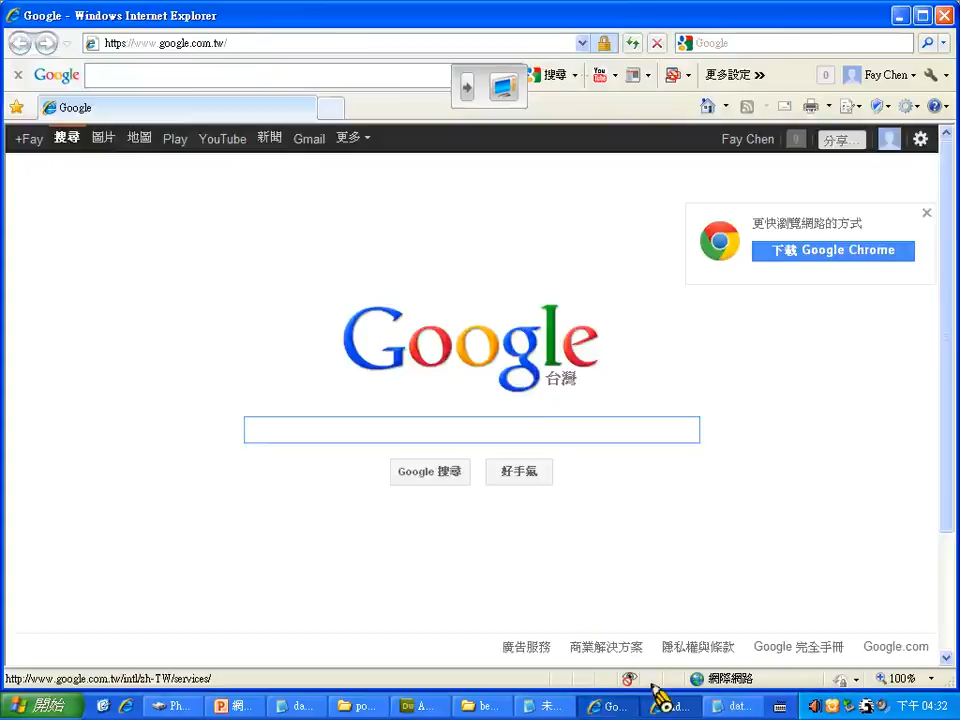 Google - Windows Internet Explorer
https://www.google.com.tw/
Google
Google
搜尋
更多設定 »
0
Fay Chen
Google
+Fay 搜尋 圖片 地圖 Play YouTube 新聞 Gmail 更多
Fay Chen 0 分享...
更快瀏覽網路的方式
下載 Google Chrome
Google
台灣
Google 搜尋 好手氣
廣告服務 商業解決方案 隱私權與條款 Google 完全手冊 Google.com
http://www.google.com.tw/intl/zh-TW/services/
網際網路
100%
開始 Ph... 網... da... po... A... be... 未... Go... dat... 下午 04:32